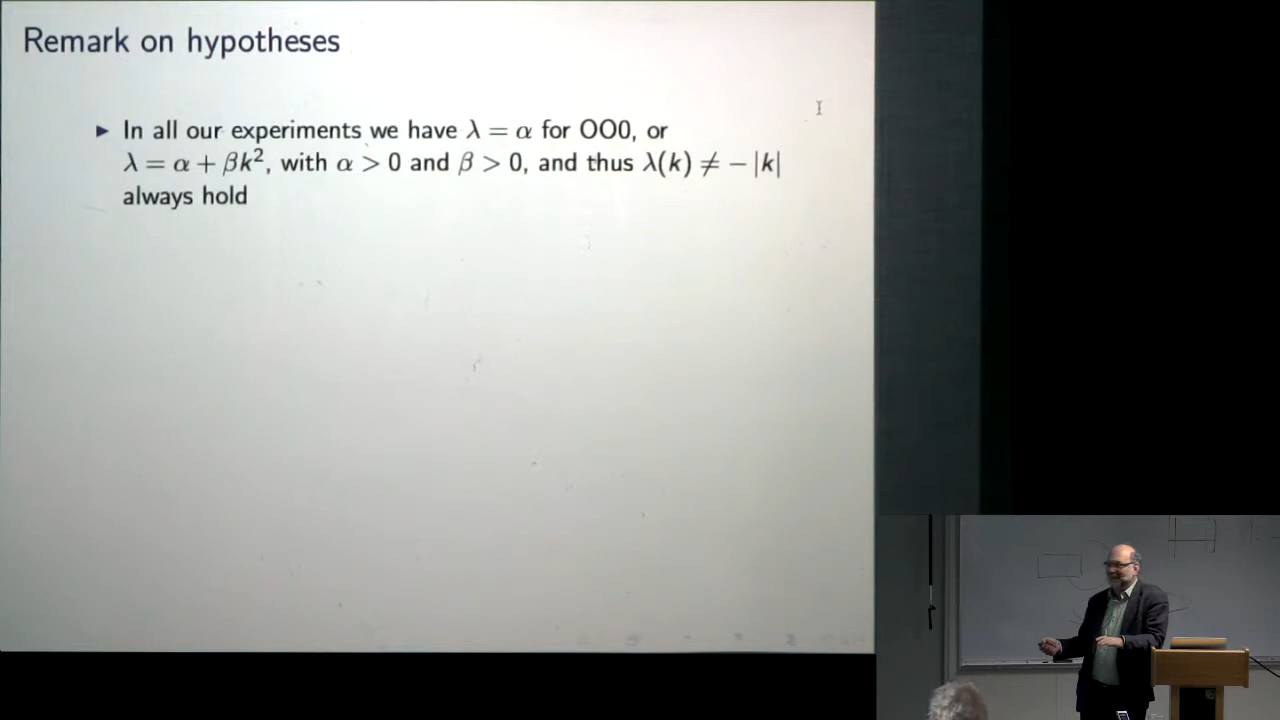 Remark on hypotheses
▶ In all our experiments we have λ = α for OO0, or
λ = α + βk², with α > 0 and β > 0, and thus λ(k) ≠ − |k|
always hold